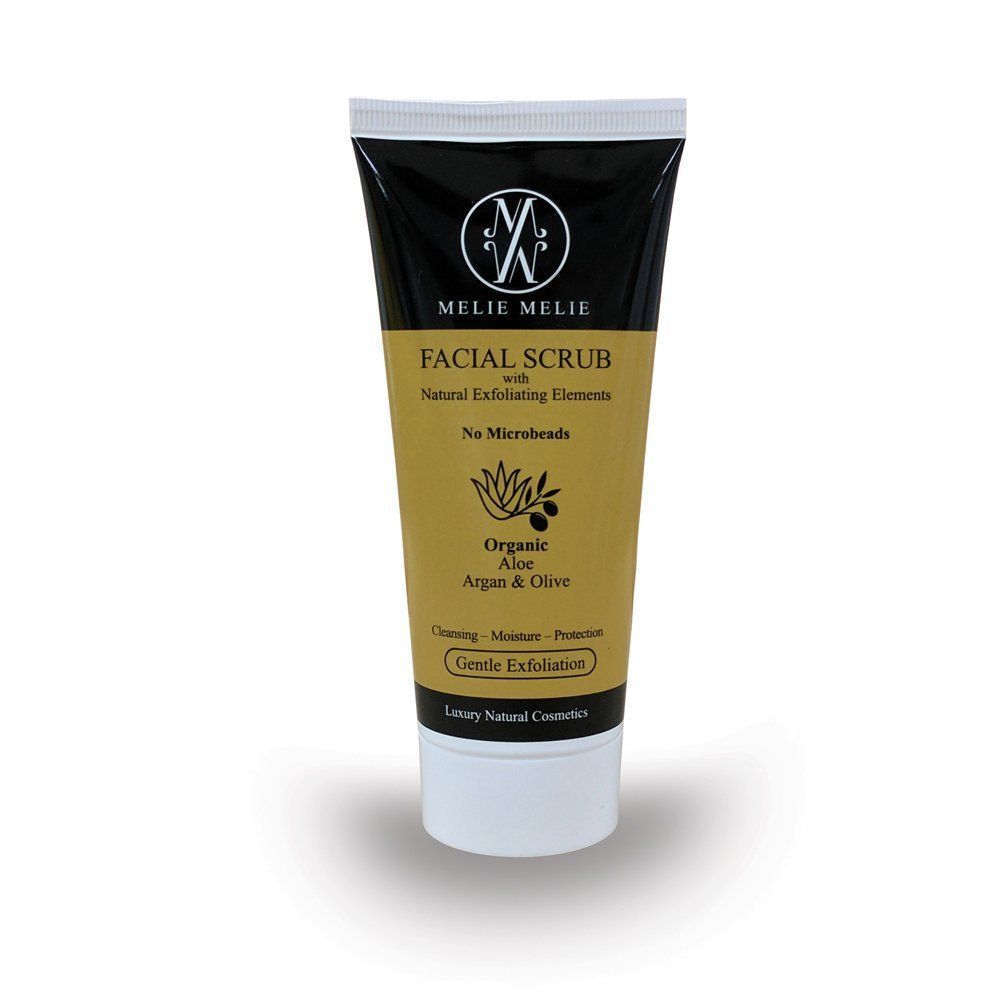 MELIE MELIE
FACIAL SCRUB
with
Natural Exfoliating Elements
No Microbeads
Organic
Aloe
Argan & Olive
Cleansing – Moisture – Protection
Gentle Exfoliation
Luxury Natural Cosmetics